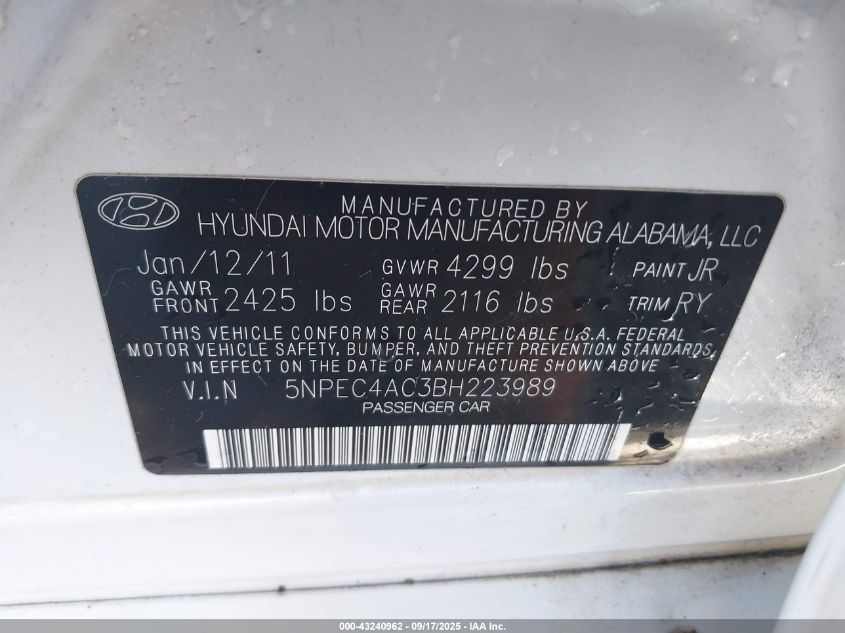 MANUFACTURED BY
HYUNDAI MOTOR MANUFACTURING ALABAMA, LLC
Jan/12/11 GVWR 4299 lbs PAINT JR
GAWR FRONT 2425 lbs GAWR REAR 2116 lbs TRIM RY
THIS VEHICLE CONFORMS TO ALL APPLICABLE U.S.A. FEDERAL
MOTOR VEHICLE SAFETY, BUMPER, AND THEFT PREVENTION STANDARDS
IN EFFECT ON THE DATE OF MANUFACTURE SHOWN ABOVE
V.I.N 5NPEC4AC3BH223989
PASSENGER CAR
000-43240962 - 09/17/2025 - IAA Inc.